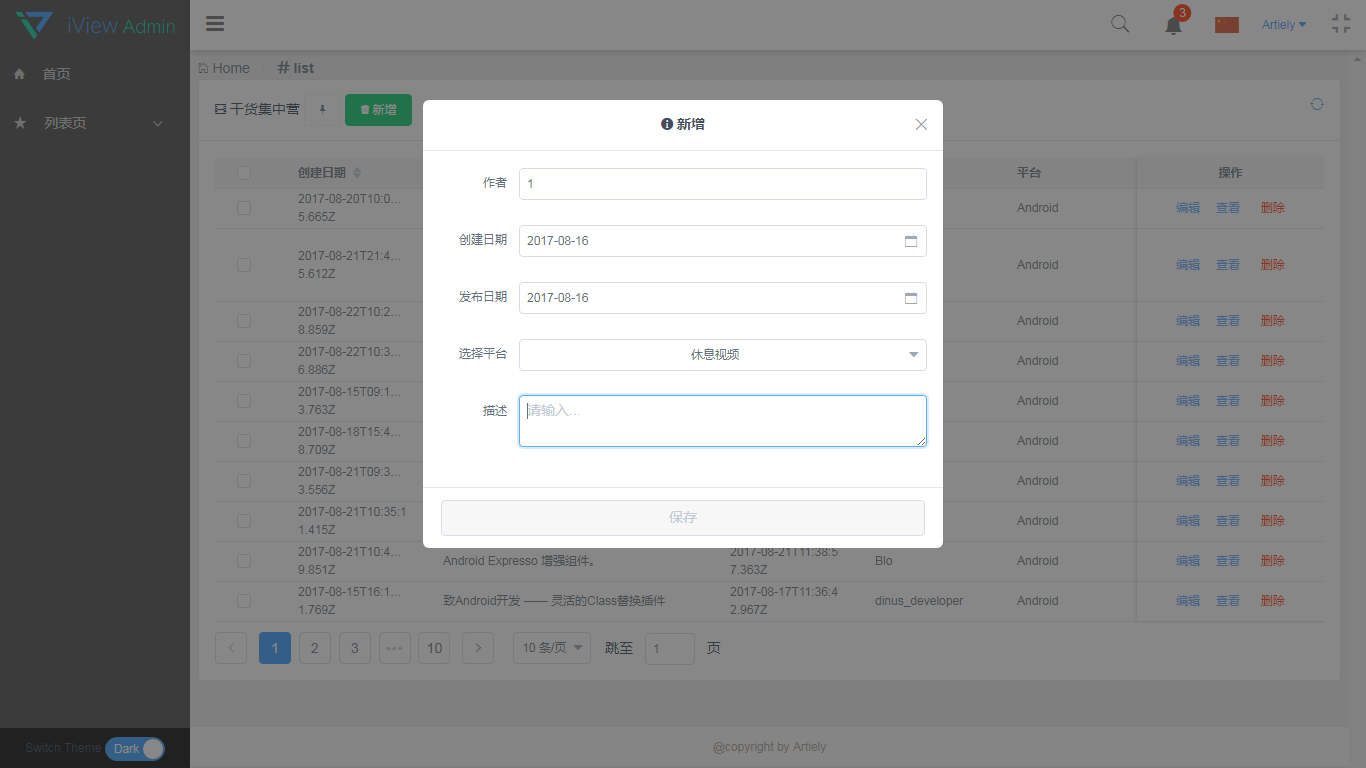 iView Admin
3
Artiely
首页
列表页
Home / # list
干货集中营
新增
新增
作者
1
创建日期
2017-08-16
发布日期
2017-08-16
选择平台
休息视频
描述
请输入...
保存
创建日期
平台
操作
2017-08-20T10:0...
5.665Z
Android
编辑 查看 删除
2017-08-21T21:4...
5.612Z
Android
编辑 查看 删除
2017-08-22T10:2...
8.859Z
Android
编辑 查看 删除
2017-08-22T10:3...
6.886Z
Android
编辑 查看 删除
2017-08-15T09:1...
3.763Z
Android
编辑 查看 删除
2017-08-18T15:4...
8.709Z
Android
编辑 查看 删除
2017-08-21T09:3...
3.556Z
Android
编辑 查看 删除
2017-08-21T10:35:1
1.415Z
Android
编辑 查看 删除
2017-08-21T10:4...
9.851Z
Android Expresso 增强组件。
2017-08-21T11:38:5
7.363Z
Blo
Android
编辑 查看 删除
2017-08-15T16:1...
1.769Z
致Android开发 —— 灵活的Class替换插件
2017-08-17T11:36:4
2.967Z
dinus_developer
Android
编辑 查看 删除
1 2 3 ••• 10
10 条/页
跳至 1 页
Switch Theme Dark
@copyright by Artiely